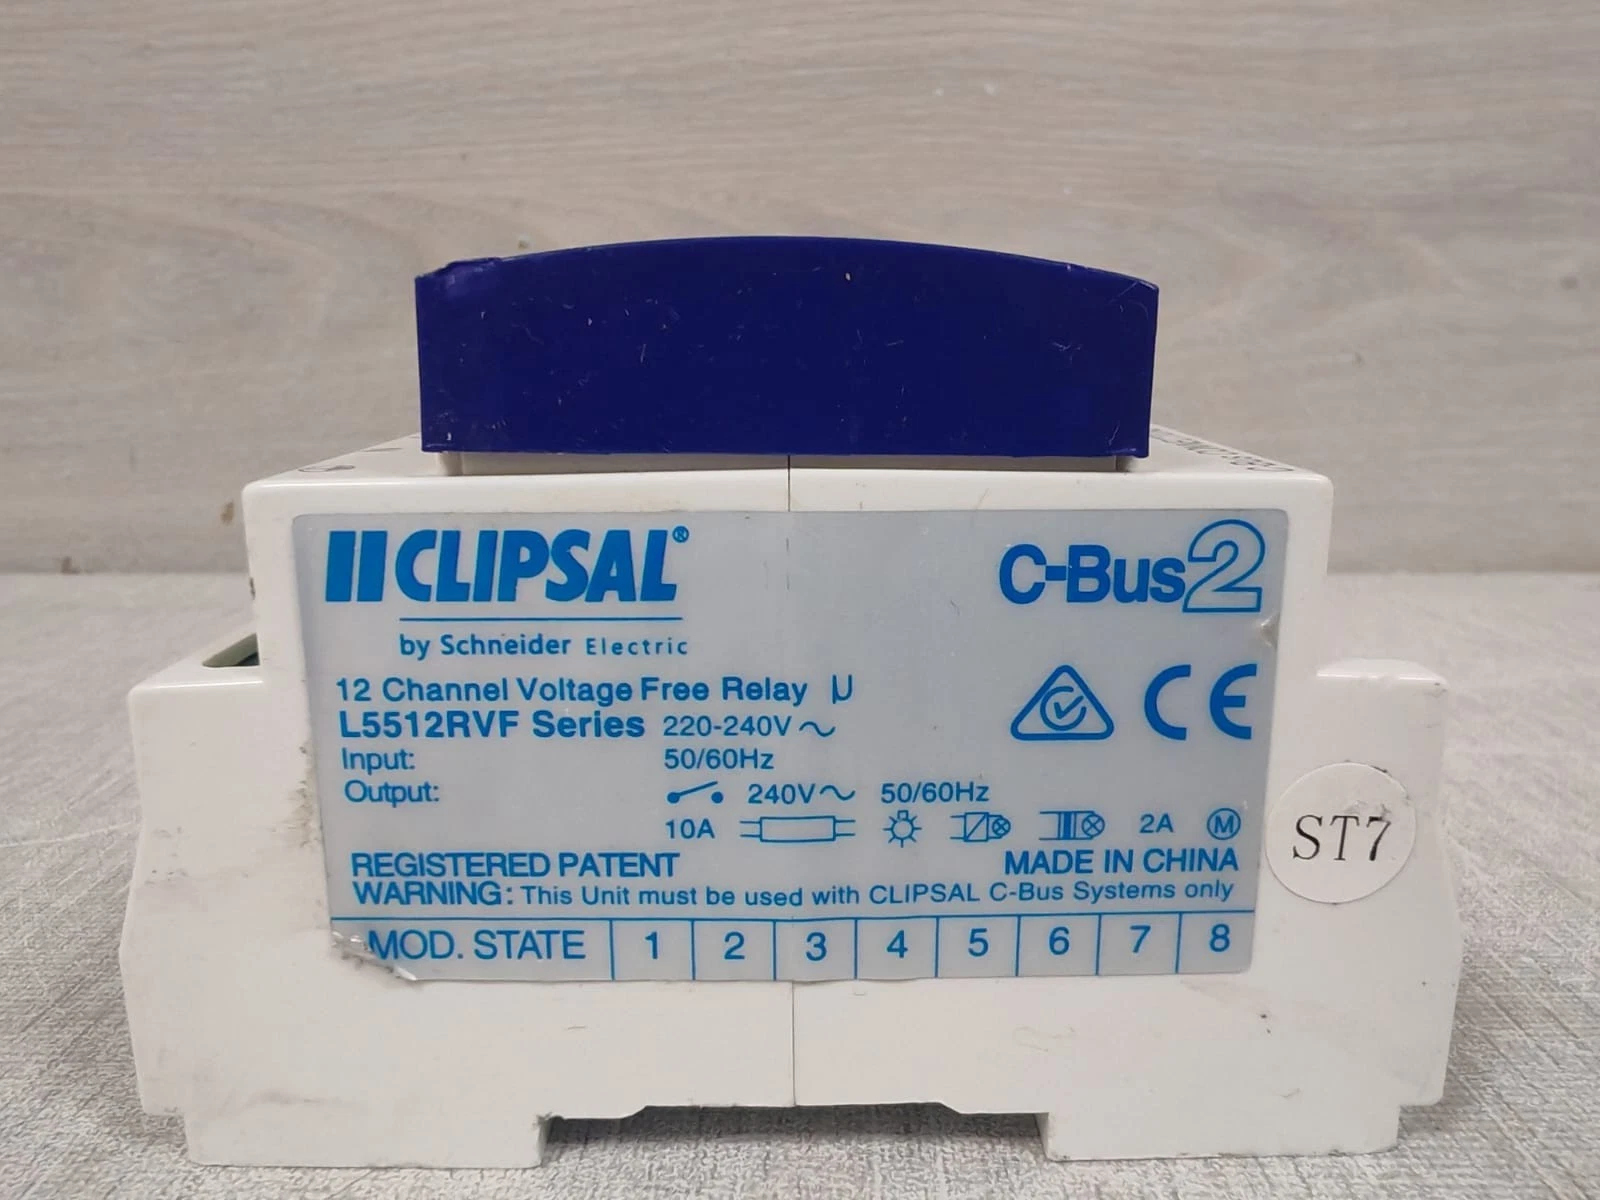 CLIPSAL®
C-Bus2
by Schneider Electric
12 Channel Voltage Free Relay µ
L5512RVF Series 220-240V ~
Input: 50/60Hz
Output: 240V ~ 50/60Hz
10A 2A M
CE
REGISTERED PATENT MADE IN CHINA
WARNING: This Unit must be used with CLIPSAL C-Bus Systems only
MOD. STATE 1 2 3 4 5 6 7 8
ST7